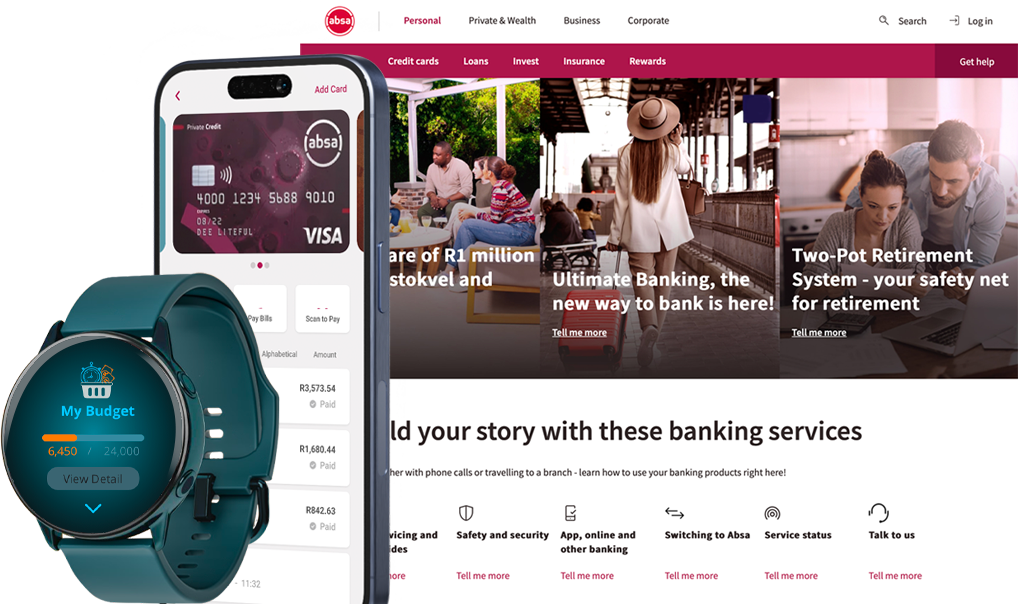 absa
Personal
Private & Wealth
Business
Corporate
Search
Log in
Credit cards
Loans
Invest
Insurance
Rewards
Get help
are of R1 million
stokvel and
Ultimate Banking, the
new way to bank is here!
Tell me more
Two-Pot Retirement
System - your safety net
for retirement
Tell me more
ld your story with these banking services
her with phone calls or travelling to a branch - learn how to use your banking products right here!
vicing and
ides
ore
Safety and security
Tell me more
App, online and
other banking
Tell me more
Switching to Absa
Tell me more
Service status
Tell me more
Talk to us
Tell me more
Add Card
Private Credit
absa
4000 1234 5688 9010
EXPIRES
08/22
DEE LITEFUL
VISA
Pay Bills
Scan to Pay
Alphabetical
Amount
R3,573.54
Paid
R1,680.44
Paid
R842.63
Paid
11:32
My Budget
6,450 / 24,000
View Detail